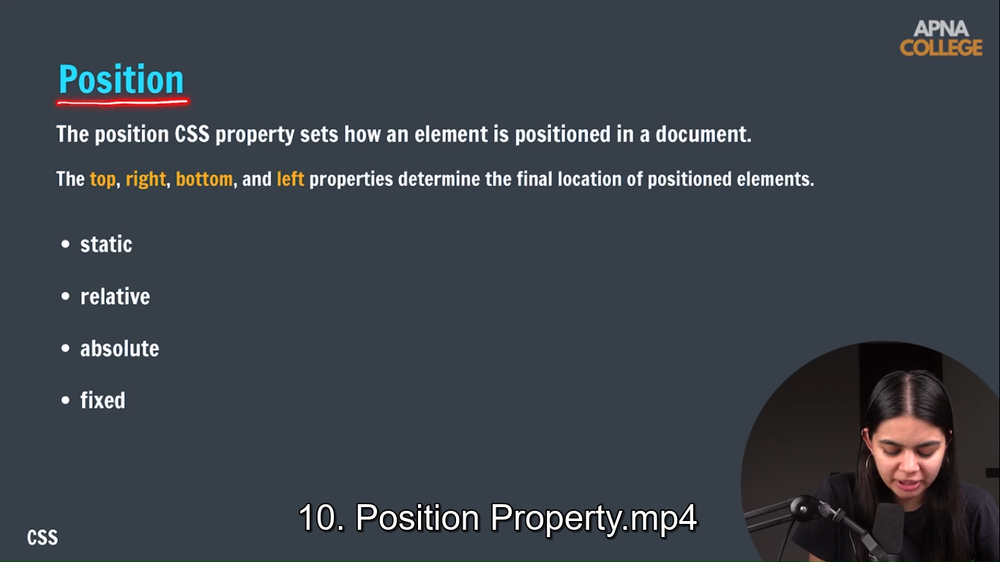 APNA
COLLEGE
Position
The position CSS property sets how an element is positioned in a document.
The top, right, bottom, and left properties determine the final location of positioned elements.
• static
• relative
• absolute
• fixed
10. Position Property.mp4
CSS